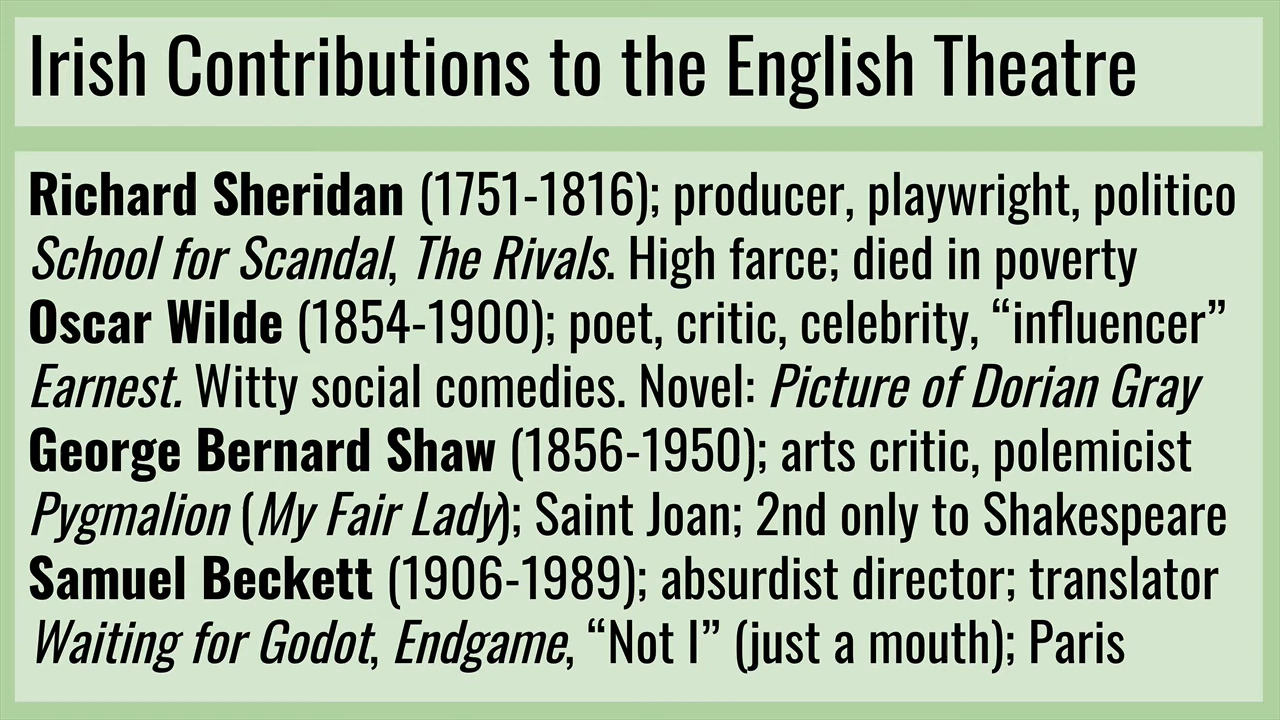 Irish Contributions to the English Theatre
Richard Sheridan (1751-1816); producer, playwright, politico
School for Scandal, The Rivals. High farce; died in poverty
Oscar Wilde (1854-1900); poet, critic, celebrity, “influencer”
Earnest. Witty social comedies. Novel: Picture of Dorian Gray
George Bernard Shaw (1856-1950); arts critic, polemicist
Pygmalion (My Fair Lady); Saint Joan; 2nd only to Shakespeare
Samuel Beckett (1906-1989); absurdist director; translator
Waiting for Godot, Endgame, “Not I” (just a mouth); Paris